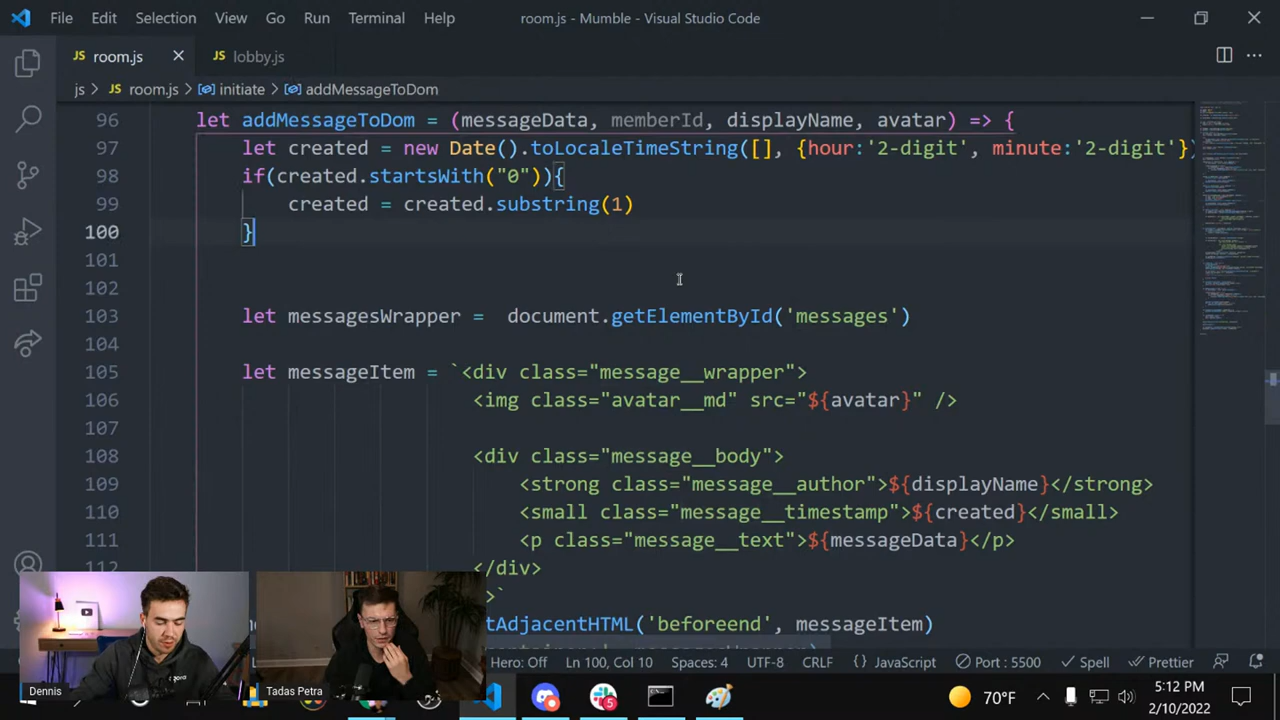 File Edit Selection View Go Run Terminal Help room.js - Mumble - Visual Studio Code
JS room.js JS lobby.js
js > JS room.js > initiate > addMessageToDom
96 let addMessageToDom = (messageData, memberId, displayName, avatar) => {
97 let created = new Date().toLocaleTimeString([], {hour:'2-digit', minute:'2-digit'})
98 if(created.startsWith("0")){
99 created = created.substring(1)
100 }
101
102
103 let messagesWrapper = document.getElementById('messages')
104
105 let messageItem = `<div class="message__wrapper">
106 <img class="avatar__md" src="${avatar}" />
107
108 <div class="message__body">
109 <strong class="message__author">${displayName}</strong>
110 <small class="message__timestamp">${created}</small>
111 <p class="message__text">${messageData}</p>
112 </div>
>`
tAdjacentHTML('beforeend', messageItem)
Hero: Off Ln 100, Col 10 Spaces: 4 UTF-8 CRLF {} JavaScript Port : 5500 Spell Prettier
Dennis Tadas Petra
5
70°F 5:12 PM
2/10/2022